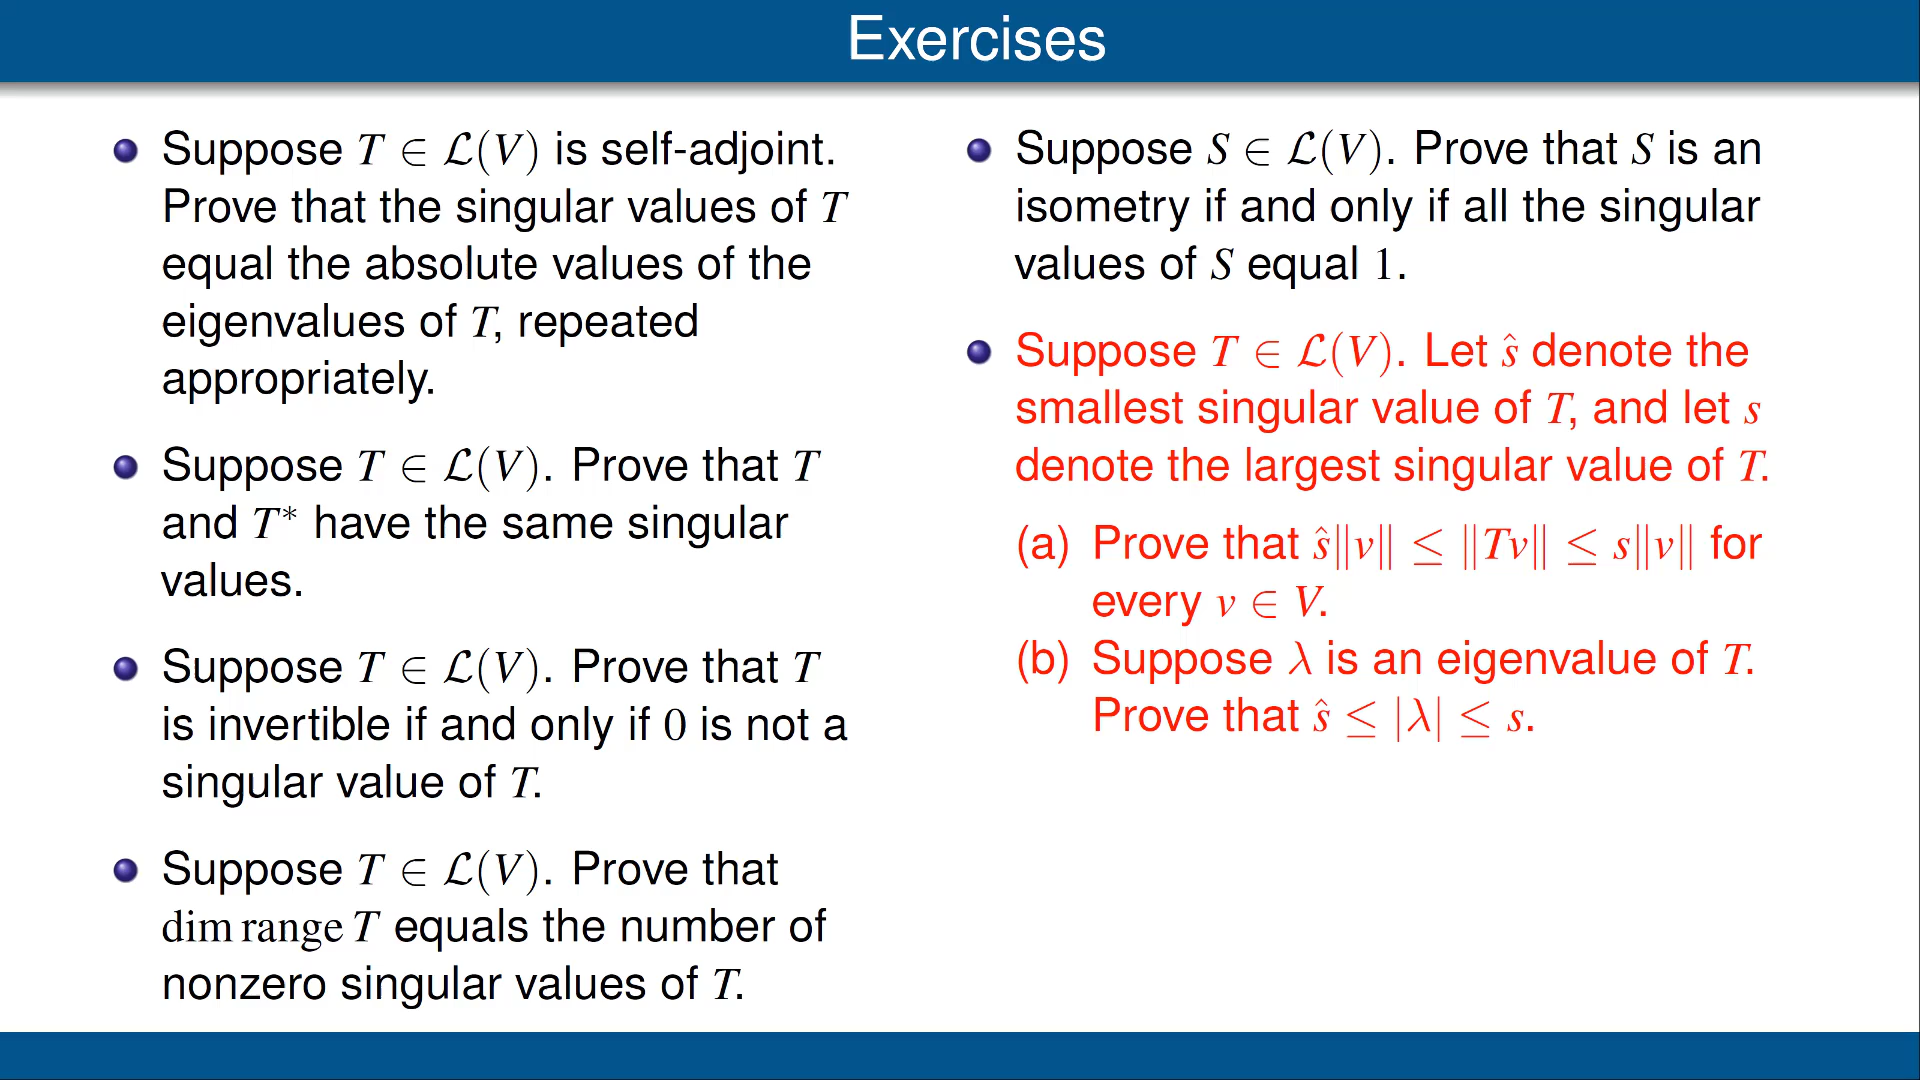 Exercises
Suppose T ∈ ℒ(V) is self-adjoint.
Prove that the singular values of T
equal the absolute values of the
eigenvalues of T, repeated
appropriately.
Suppose T ∈ ℒ(V). Prove that T
and T* have the same singular
values.
Suppose T ∈ ℒ(V). Prove that T
is invertible if and only if 0 is not a
singular value of T.
Suppose T ∈ ℒ(V). Prove that
dim range T equals the number of
nonzero singular values of T.
Suppose S ∈ ℒ(V). Prove that S is an
isometry if and only if all the singular
values of S equal 1.
Suppose T ∈ ℒ(V). Let ŝ denote the
smallest singular value of T, and let s
denote the largest singular value of T.
(a) Prove that ŝ‖v‖ ≤ ‖Tv‖ ≤ s‖v‖ for
every v ∈ V.
(b) Suppose λ is an eigenvalue of T.
Prove that ŝ ≤ |λ| ≤ s.